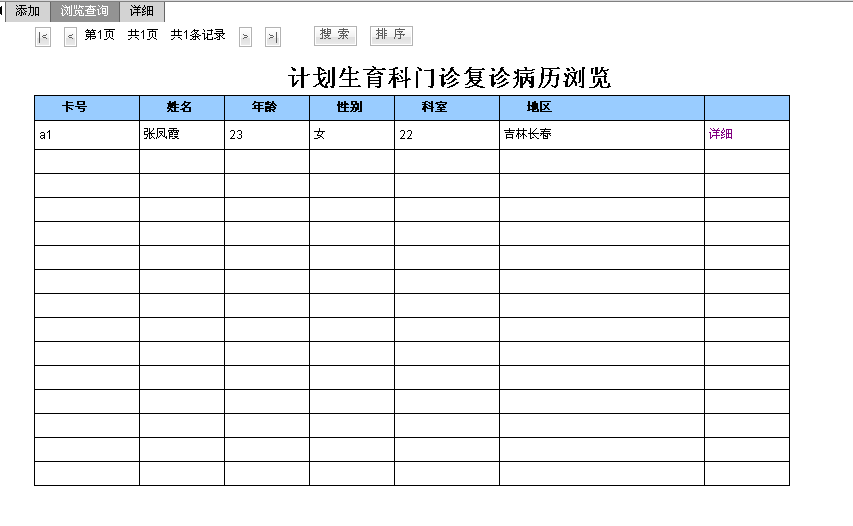 添加 浏览查询 详细
|< < 第1页 共1页 共1条记录 > >| 搜 索 排 序
计划生育科门诊复诊病历浏览
卡号 姓名 年龄 性别 科室 地区
a1 张凤霞 23 女 22 吉林长春 详细